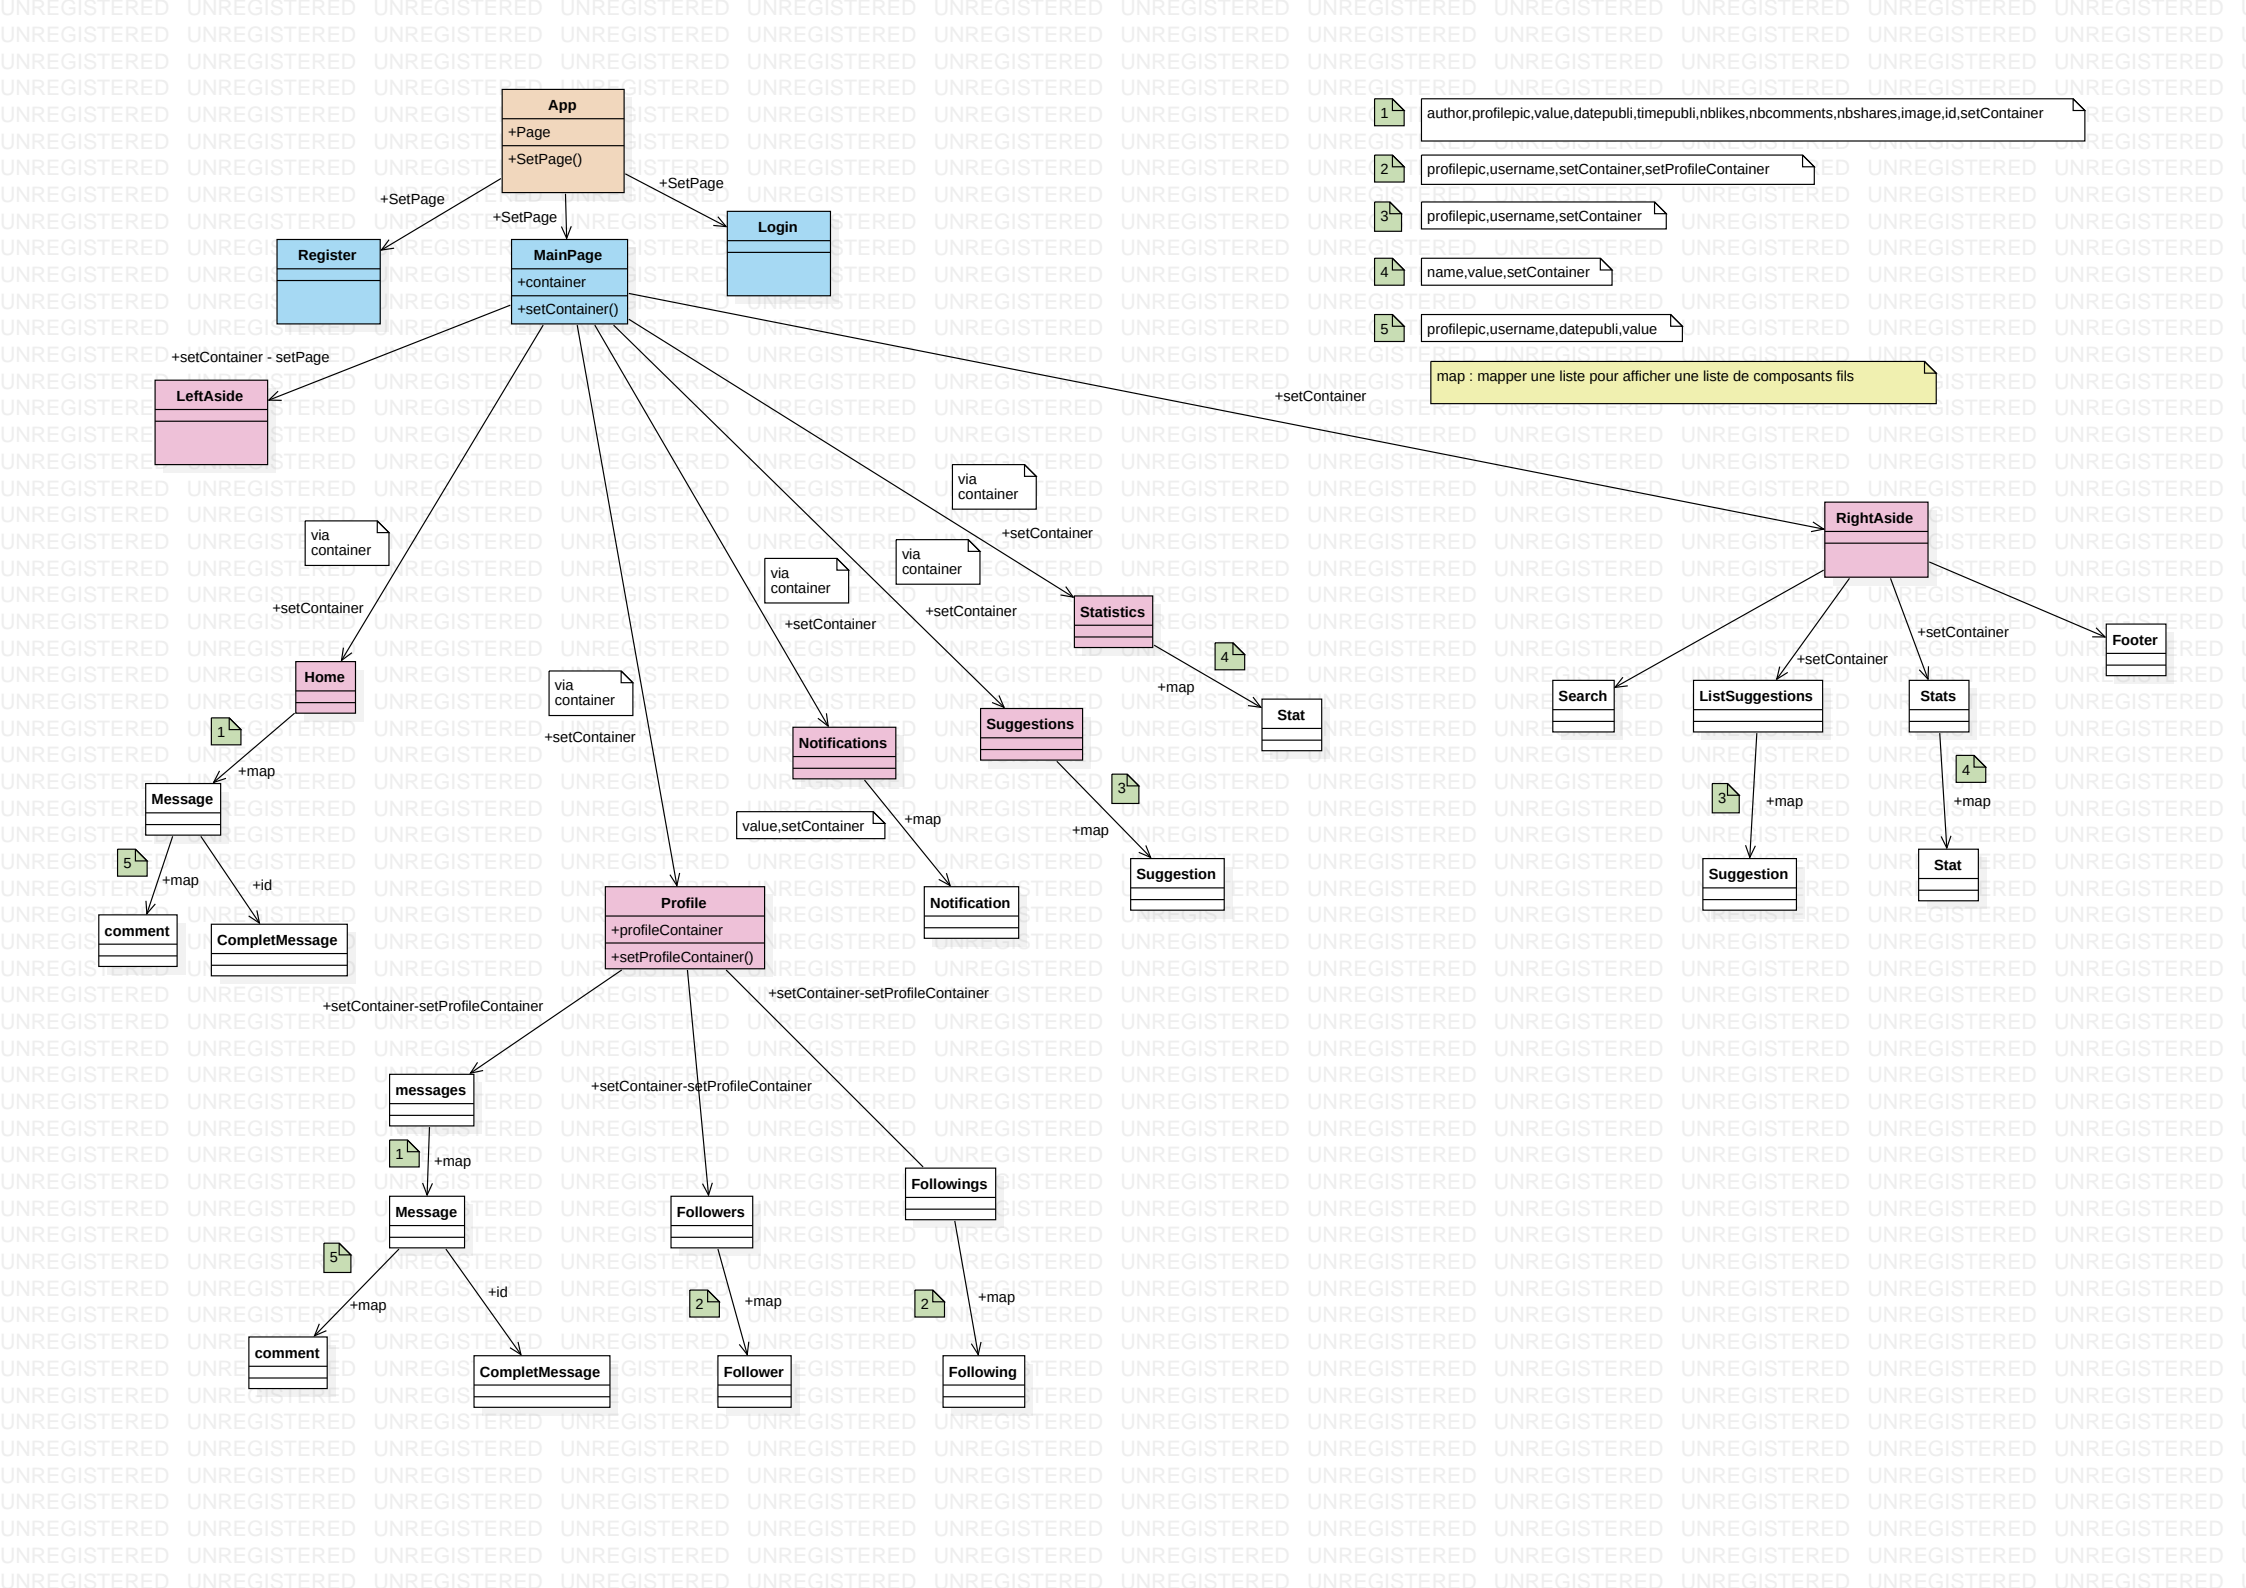 App
+Page
+SetPage()
+SetPage
+SetPage
+SetPage
Register
MainPage
+container
+setContainer()
Login
1
author,profilepic,value,datepubli,timepubli,nblikes,nbcomments,nbshares,image,id,setContainer
2
profilepic,username,setContainer,setProfileContainer
3
profilepic,username,setContainer
4
name,value,setContainer
5
profilepic,username,datepubli,value
map : mapper une liste pour afficher une liste de composants fils
+setContainer - setPage
LeftAside
+setContainer
via
container
+setContainer
via
container
+setContainer
via
container
+setContainer
via
container
+setContainer
via
container
+setContainer
RightAside
Statistics
4
+map
Stat
+setContainer
+setContainer
Footer
Search
ListSuggestions
Stats
Home
1
+map
Notifications
Suggestions
3
+map
3
+map
4
+map
Message
5
+map
+id
value,setContainer
+map
Suggestion
Suggestion
Stat
comment
CompletMessage
Profile
+profileContainer
+setProfileContainer()
Notification
+setContainer-setProfileContainer
+setContainer-setProfileContainer
+setContainer-setProfileContainer
messages
1
+map
Message
Followers
Followings
5
+map
+id
2
+map
2
+map
comment
CompletMessage
Follower
Following
UNREGISTERED